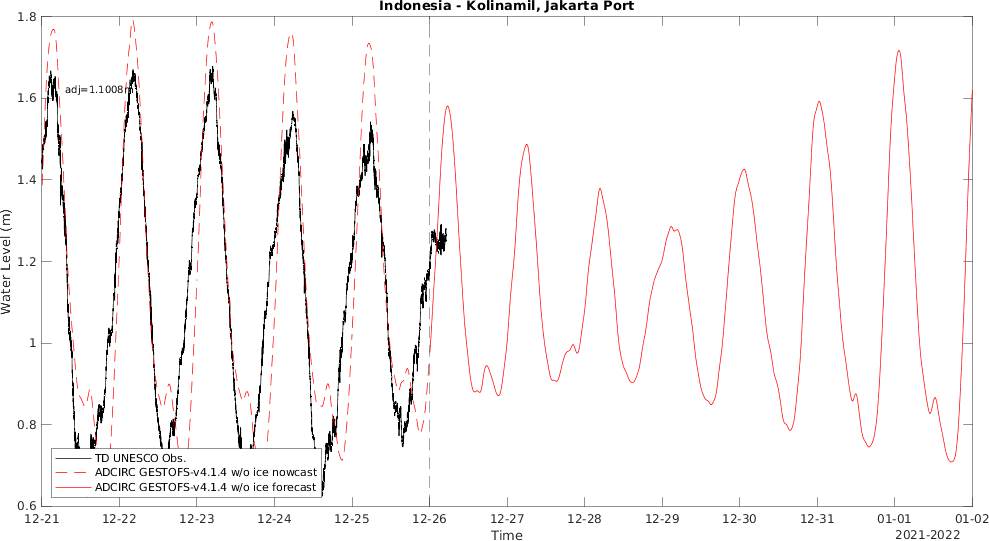 Indonesia - Kolinamil, Jakarta Port
1.8
1.6
1.4
1.2
1
0.8
0.6
Water Level (m)
adj=1.1008m
TD UNESCO Obs.
ADCIRC GESTOFS-v4.1.4 w/o ice nowcast
ADCIRC GESTOFS-v4.1.4 w/o ice forecast
12-21 12-22 12-23 12-24 12-25 12-26 12-27 12-28 12-29 12-30 12-31 01-01 01-02
Time
2021-2022